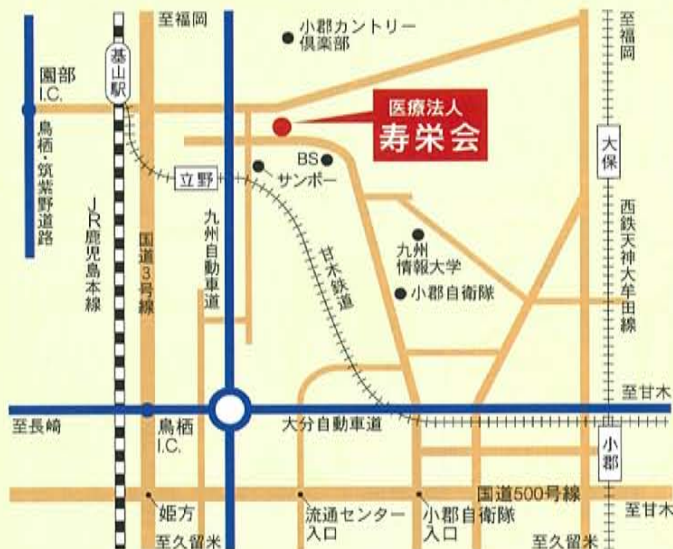 至福岡
小郡カントリー
倶楽部
至福岡
園部
I.C.
基山駅
医療法人
寿栄会
BS
サンポー
立野
大保
鳥栖・筑紫野道路
JR鹿児島本線
国道3号線
九州自動車道
甘木鉄道
九州
情報大学
小郡自衛隊
西鉄天神大牟田線
至甘木
至長崎
鳥栖
I.C.
大分自動車道
小郡
国道500号線
至甘木
姫方
流通センター
入口
小郡自衛隊
入口
至久留米
至久留米